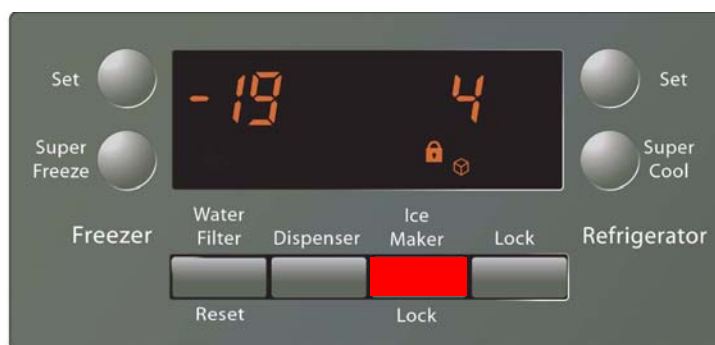 Set
-19
4
Set
Super
Freeze
Super
Cool
Freezer
Water
Filter
Dispenser
Ice
Maker
Lock
Refrigerator
Reset
Lock